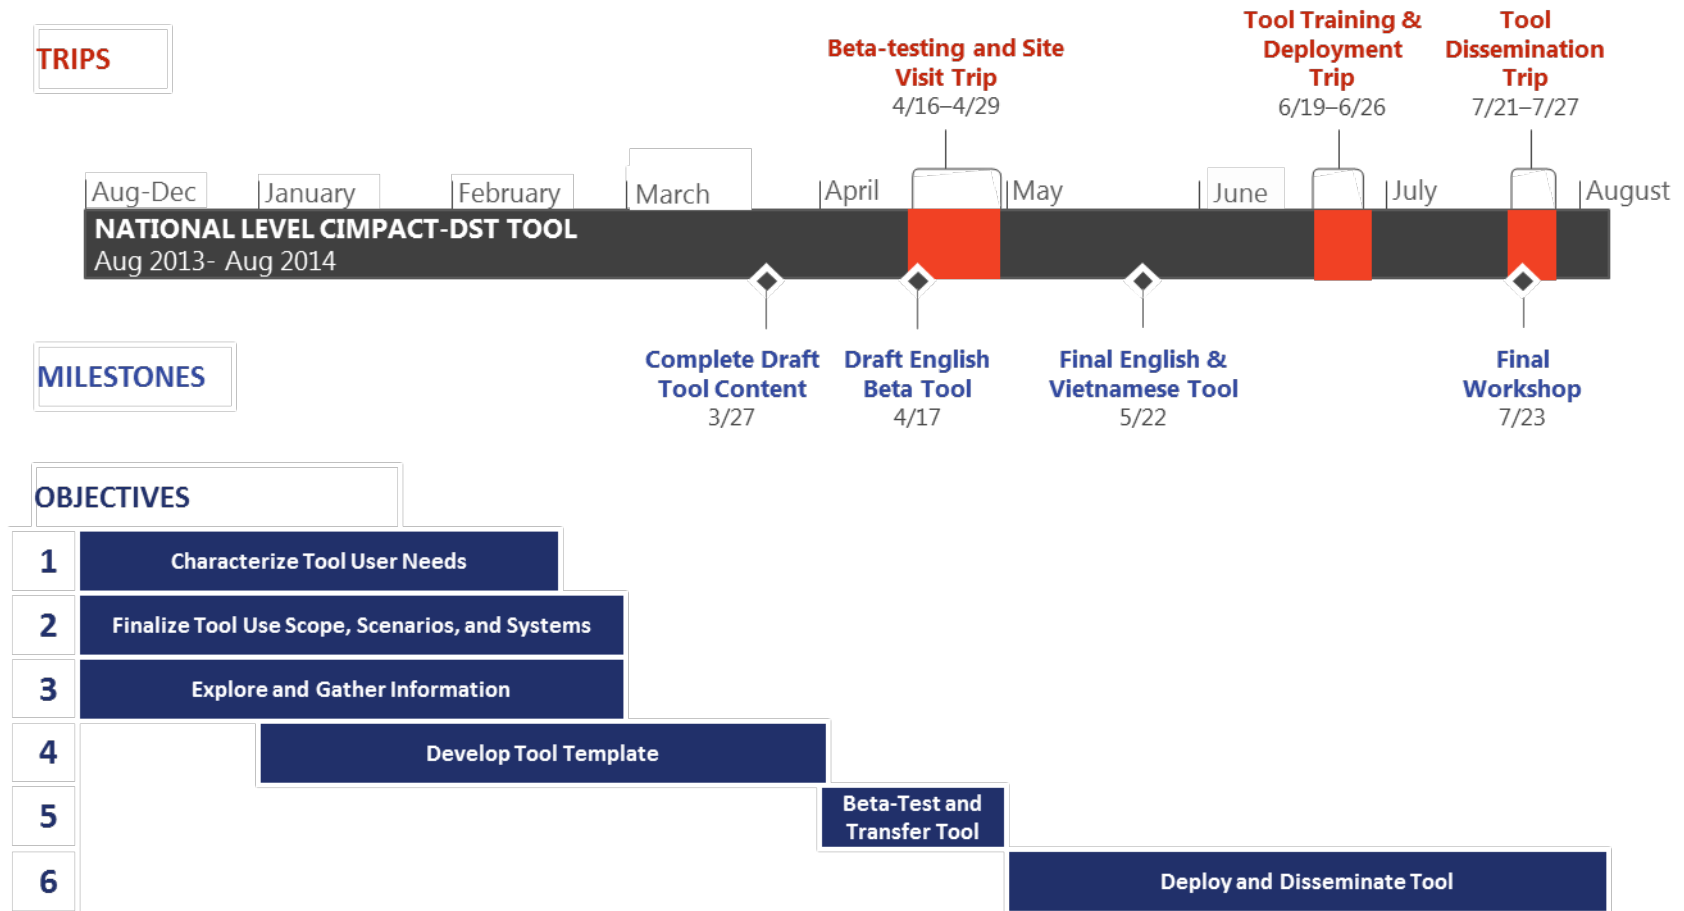 TRIPS
Beta-testing and Site
Visit Trip
4/16–4/29
Tool Training &
Deployment
Trip
6/19–6/26
Tool
Dissemination
Trip
7/21–7/27
Aug-Dec
January
February
March
April
May
June
July
August
NATIONAL LEVEL CIMPACT-DST TOOL
Aug 2013- Aug 2014
MILESTONES
Complete Draft
Tool Content
3/27
Draft English
Beta Tool
4/17
Final English &
Vietnamese Tool
5/22
Final
Workshop
7/23
OBJECTIVES
1
Characterize Tool User Needs
2
Finalize Tool Use Scope, Scenarios, and Systems
3
Explore and Gather Information
4
Develop Tool Template
5
Beta-Test and
Transfer Tool
6
Deploy and Disseminate Tool